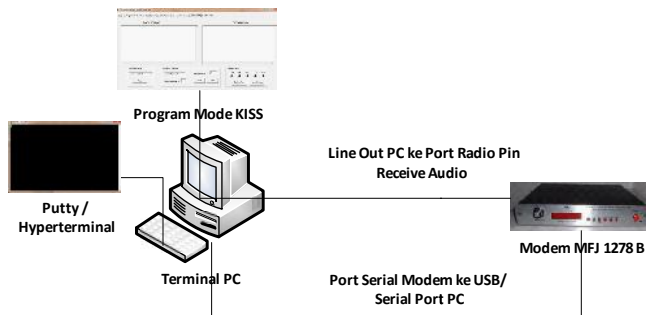 Program Mode KISS
Line Out PC ke Port Radio Pin
Receive Audio
Putty /
Hyperterminal
Modem MFJ 1278 B
Terminal PC
Port Serial Modem ke USB/
Serial Port PC